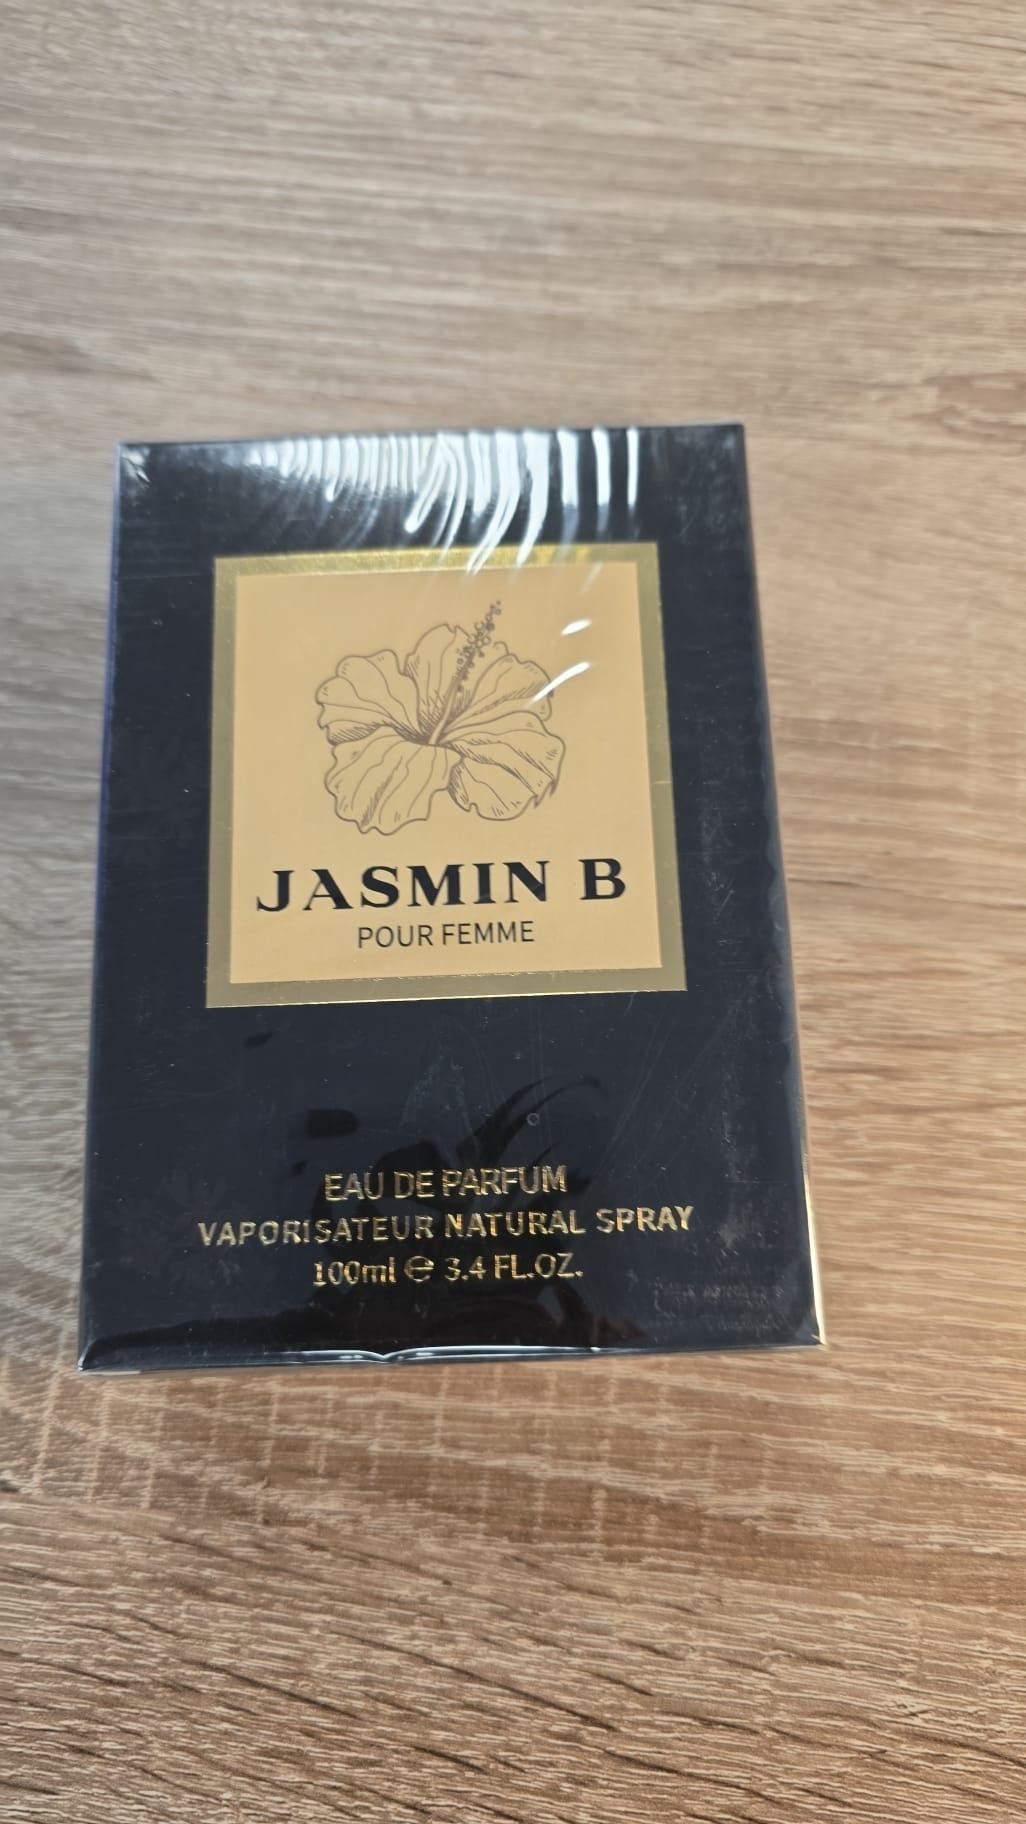 JASMIN B
POUR FEMME
EAU DE PARFUM
VAPORISATEUR NATURAL SPRAY
100ml ℮ 3.4 FL.OZ.